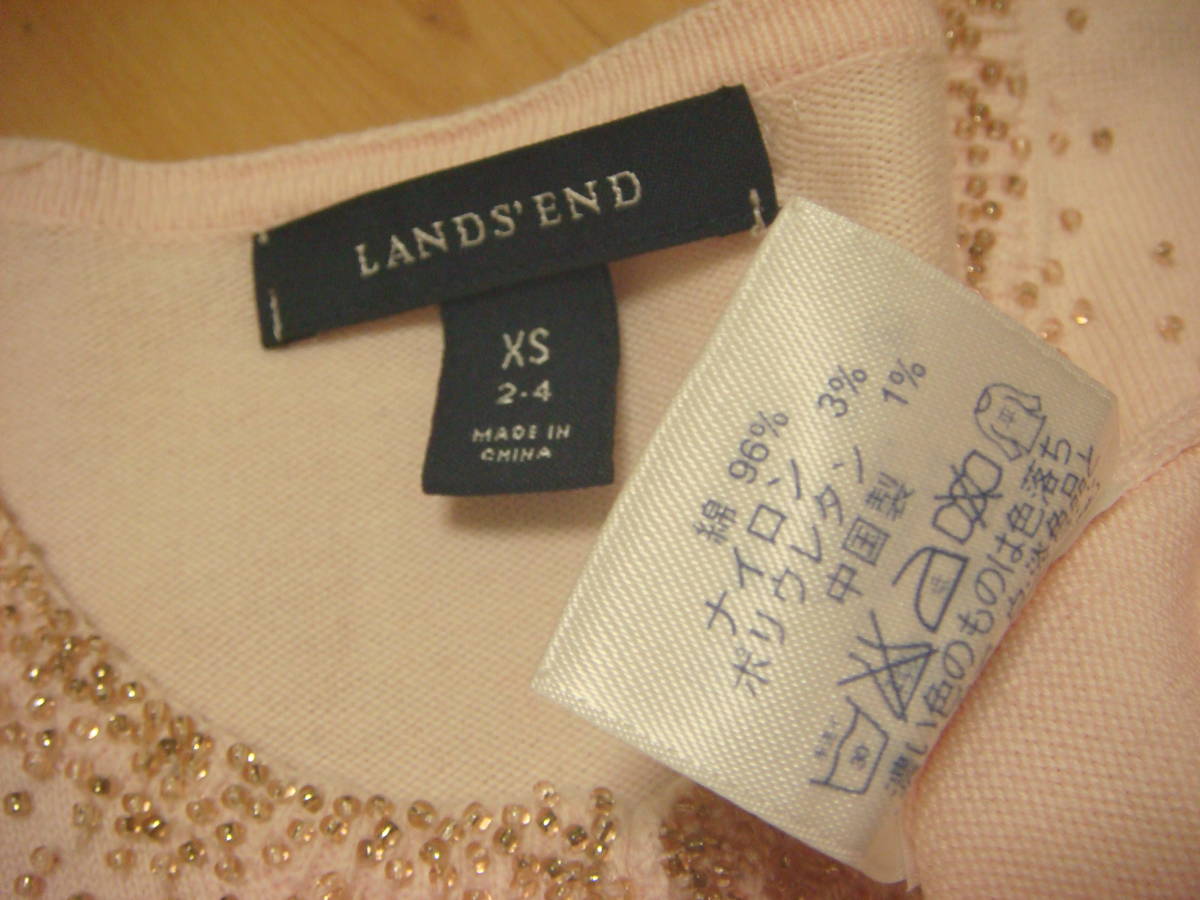 LANDS' END
XS
2-4
MADE IN
CHINA
綿 96%
ナイロン 3%
ポリウレタン 1%
中国製
30
濃い色のものは色落ち